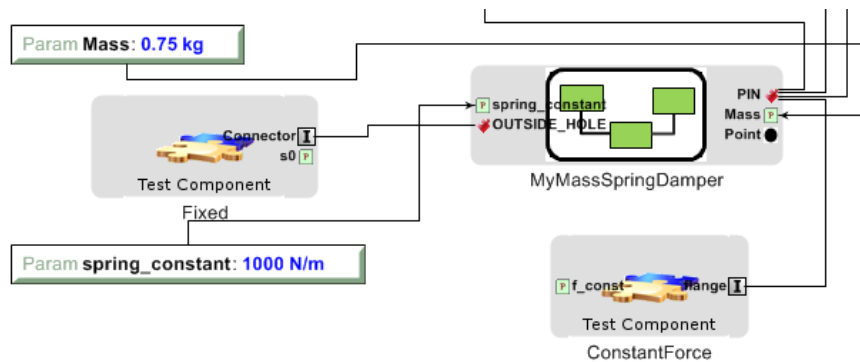 Param Mass: 0.75 kg
Connector
s0
Test Component
Fixed
spring_constant
OUTSIDE_HOLE
PIN
Mass
Point
MyMassSpringDamper
Param spring_constant: 1000 N/m
f_const
flange
Test Component
ConstantForce